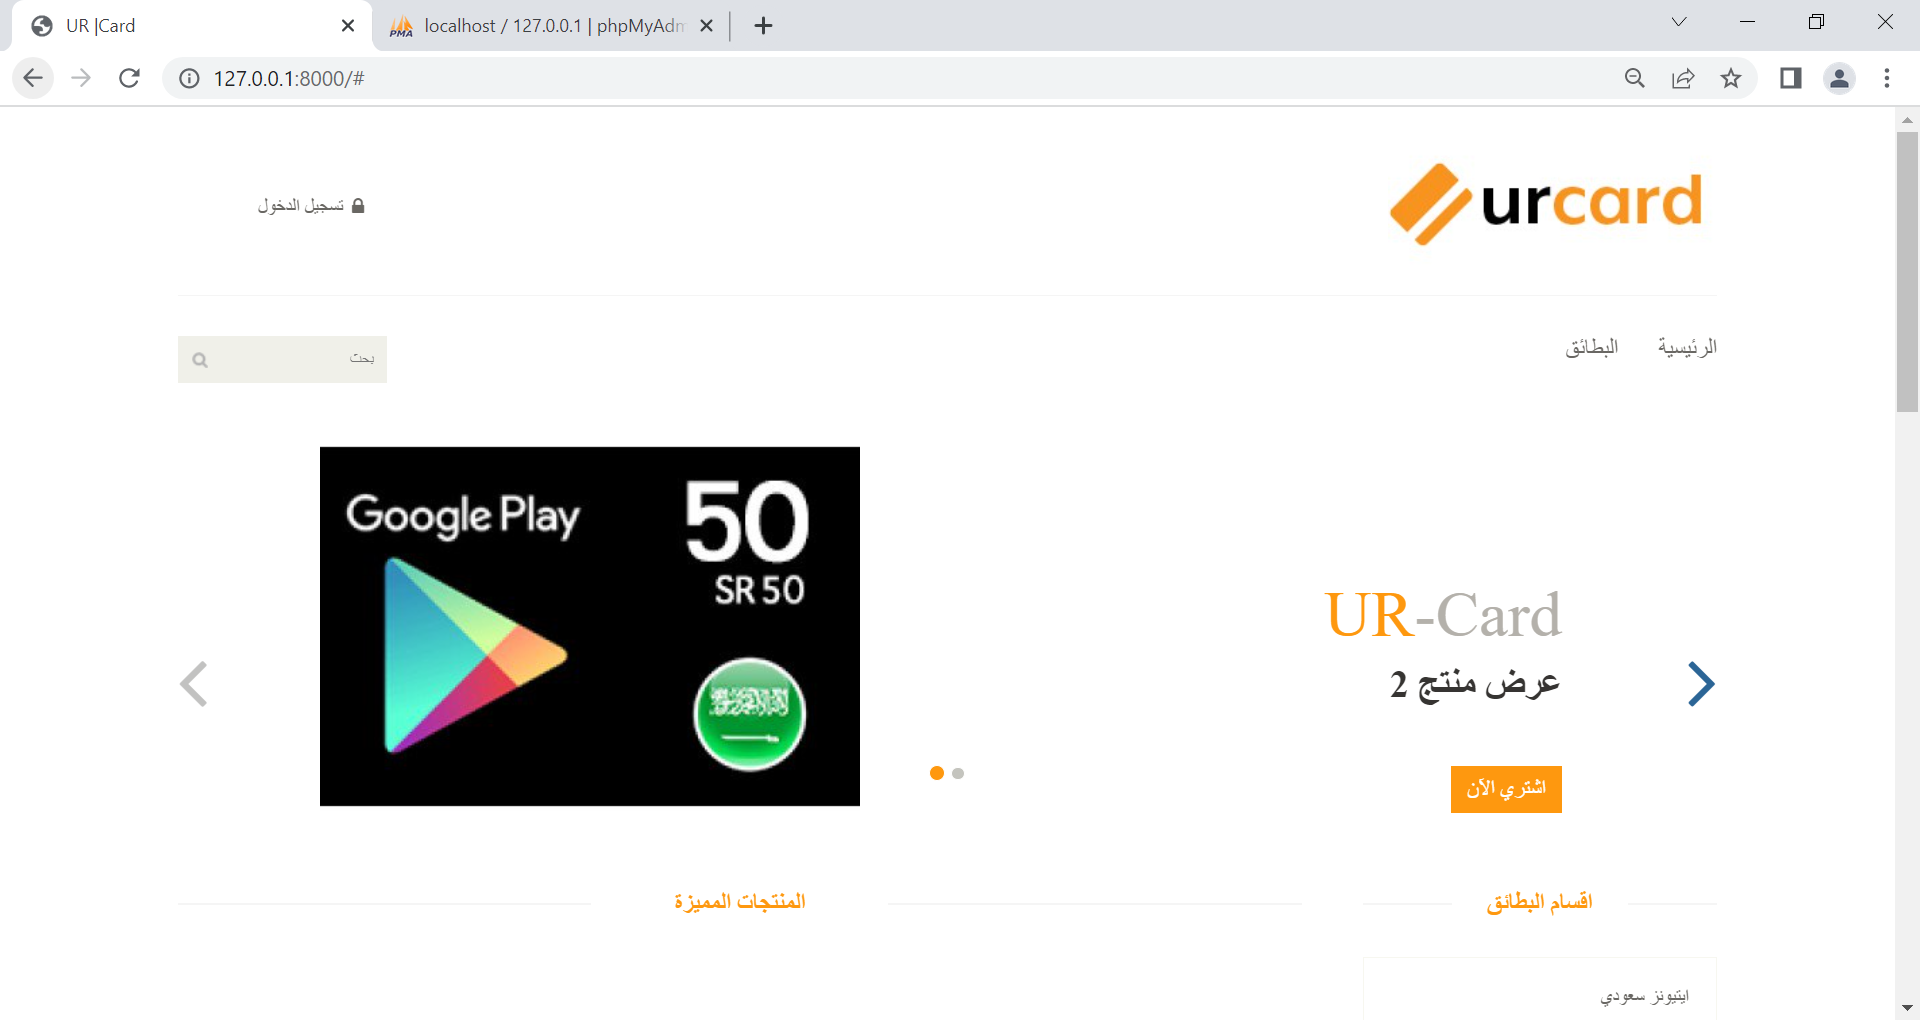 UR |Card
localhost / 127.0.0.1 | phpMyAdm
127.0.0.1:8000/#
urcard
تسجيل الدخول
الرئيسية
البطائق
بحث
Google Play
50
SR 50
UR-Card
عرض منتج 2
اشتري الآن
اقسام البطائق
المنتجات المميزة
ايتيونز سعودي